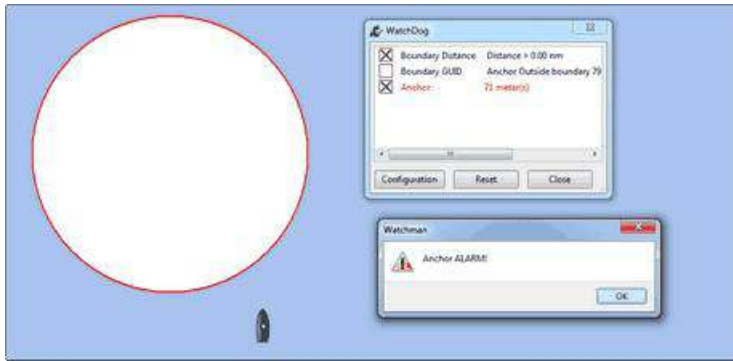 WatchDog
Boundary Distance Distance > 0.00 nm
Boundary GUID Anchor Outside boundary 79
Anchor 71 meter(s)
Configuration Reset Close
Watchman
Anchor ALARM!
OK